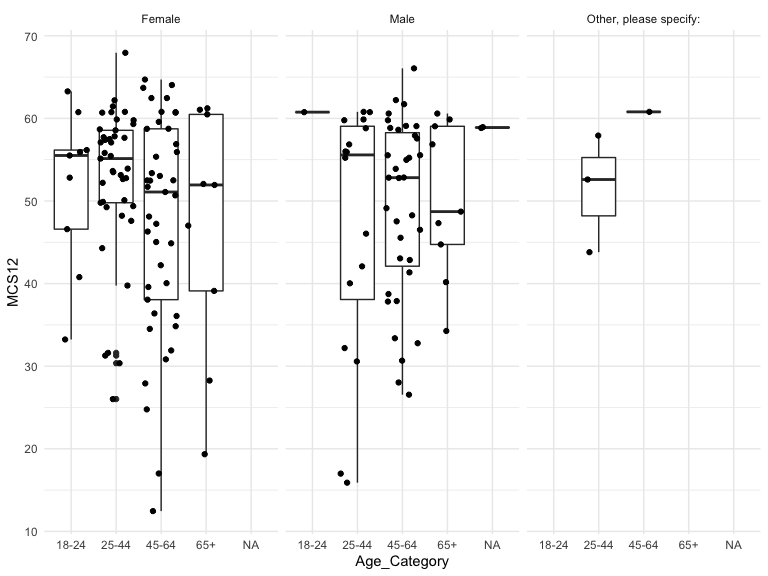 Female Male Other, please specify:
70
60
50
40
30
20
10
MCS12
18-24 25-44 45-64 65+ NA 18-24 25-44 45-64 65+ NA 18-24 25-44 45-64 65+ NA
Age_Category